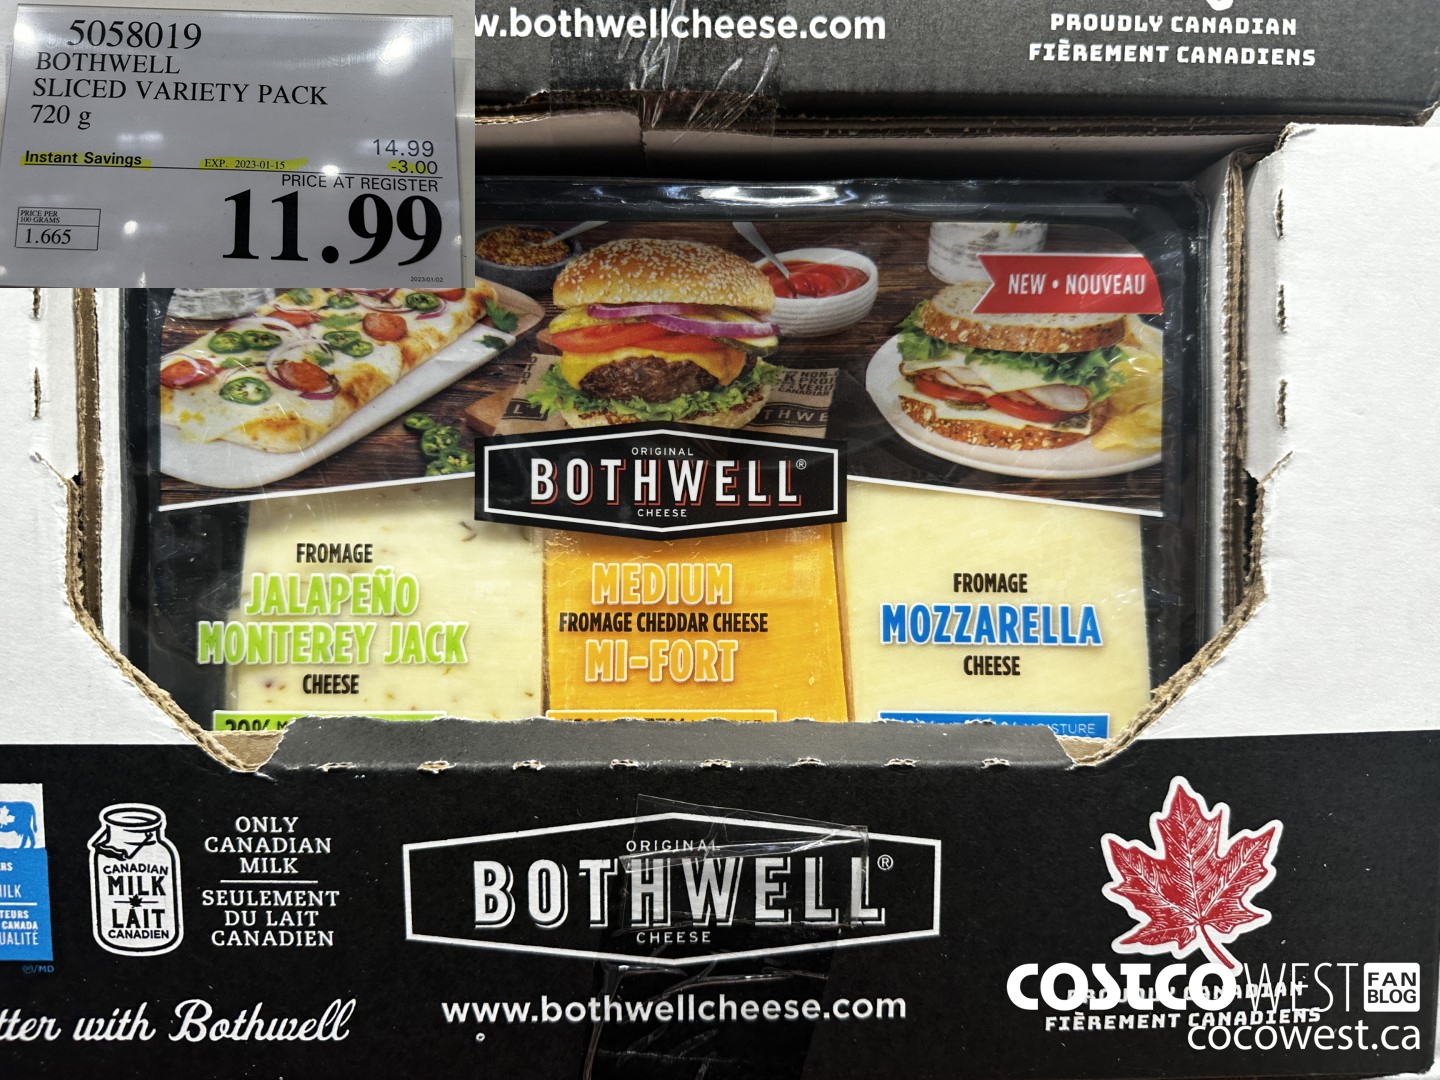 5058019
BOTHWELL
SLICED VARIETY PACK
720 g
14.99
Instant Savings EXP. 2023-01-15 -3.00
PRICE AT REGISTER
11.99
PRICE PER
100 GRAMS
1.665
2023/01/02
w.bothwellcheese.com
PROUDLY CANADIAN
FIÈREMENT CANADIENS
NEW • NOUVEAU
ORIGINAL
BOTHWELL®
CHEESE
FROMAGE
JALAPEÑO
MONTEREY JACK
CHEESE
MEDIUM
FROMAGE CHEDDAR CHEESE
MI-FORT
FROMAGE
MOZZARELLA
CHEESE
CANADIAN
MILK
LAIT
CANADIEN
ONLY
CANADIAN
MILK
SEULEMENT
DU LAIT
CANADIEN
ORIGINAL
BOTHWELL®
CHEESE
tter with Bothwell
www.bothwellcheese.com
PROUDLY CANADIAN
FIÈREMENT CANADIENS
COSTCO WEST FAN BLOG
cocowest.ca